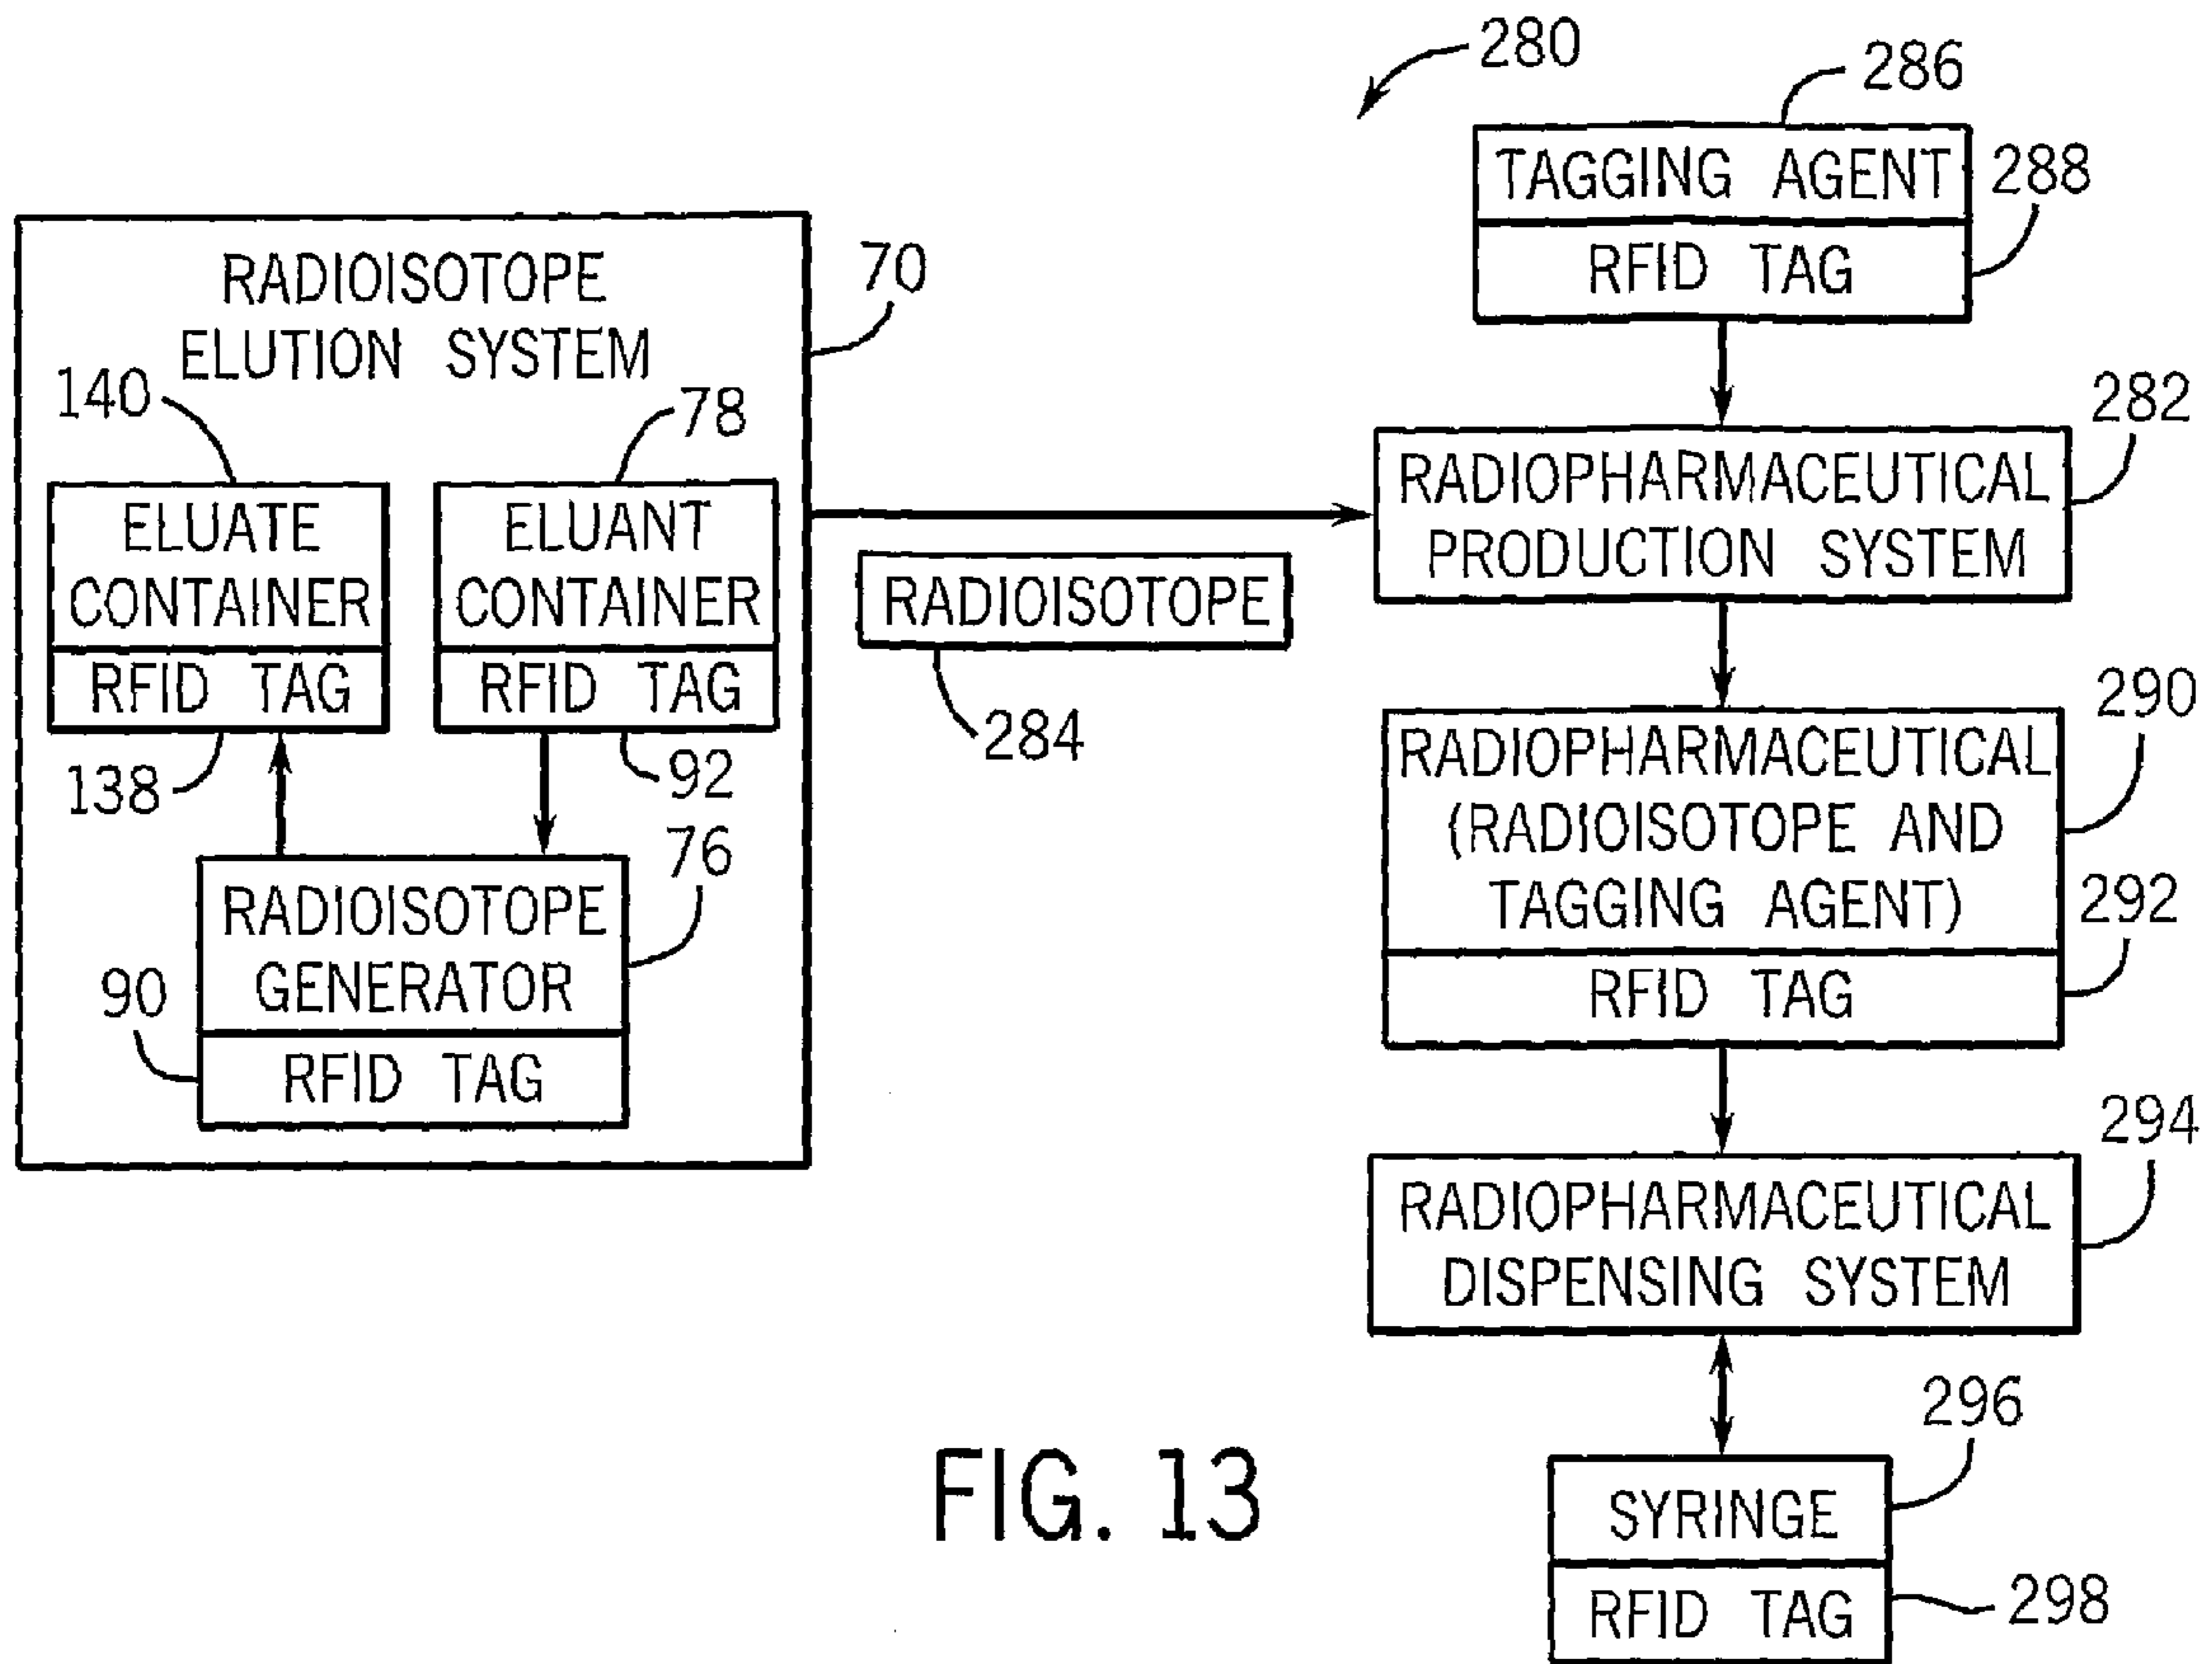 280
286
TAGGING AGENT
288
RFID TAG
RADIOISOTOPE
ELUTION SYSTEM
70
140
78
ELUATE
CONTAINER
RFID TAG
138
ELUANT
CONTAINER
RFID TAG
92
76
RADIOISOTOPE
GENERATOR
90
RFID TAG
RADIOISOTOPE
284
282
RADIOPHARMACEUTICAL
PRODUCTION SYSTEM
290
RADIOPHARMACEUTICAL
(RADIOISOTOPE AND
TAGGING AGENT)
292
RFID TAG
294
RADIOPHARMACEUTICAL
DISPENSING SYSTEM
296
SYRINGE
RFID TAG
298
FIG. 13